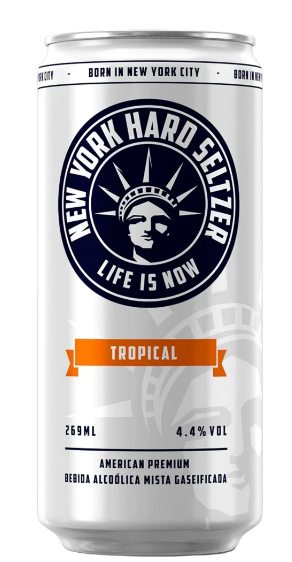 BORN IN NEW YORK CITY
NEW YORK HARD SELTZER
LIFE IS NOW
TROPICAL
269ML
4.4% VOL
AMERICAN PREMIUM
BEBIDA ALCOÓLICA MISTA GASEIFICADA